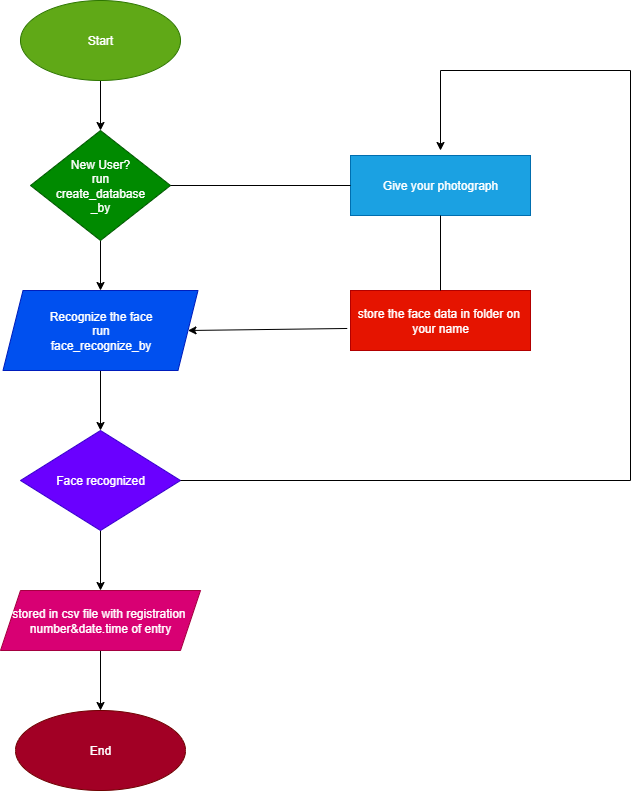 Start
New User?
run
create_database
_by
Give your photograph
Recognize the face
run
face_recognize_by
store the face data in folder on
your name
Face recognized
stored in csv file with registration
number&date.time of entry
End